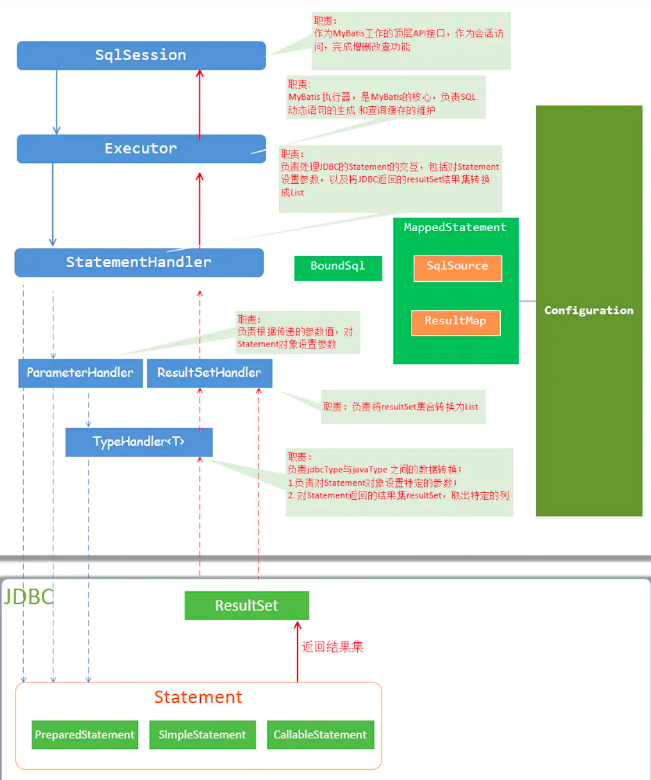 职责:
作为MyBatis工作的顶层API接口，作为会话访
问，完成增删改查功能
SqlSession
职责:
MyBatis 执行器，是MyBatis的核心，负责SQL
动态语句的生成 和查询缓存的维护
Executor
职责:
负责处理JDBC的Statement的交互，包括对Statement
设置参数，以及将JDBC返回的resultSet结果集转换
成List
StatementHandler
BoundSql
MappedStatement
SqlSource
ResultMap
Configuration
职责:
负责根据传递的参数值，对
Statement对象设置参数
ParameterHandler
ResultSetHandler
职责：负责将resultSet集合转换为List
TypeHandler<T>
职责:
负责jdbcType与javaType 之间的数据转换:
1.负责对Statement对象设置特定的参数;
2. 对Statement返回的结果集resultSet，取出特定的列
JDBC
ResultSet
返回结果集
Statement
PreparedStatement
SimpleStatement
CallableStatement